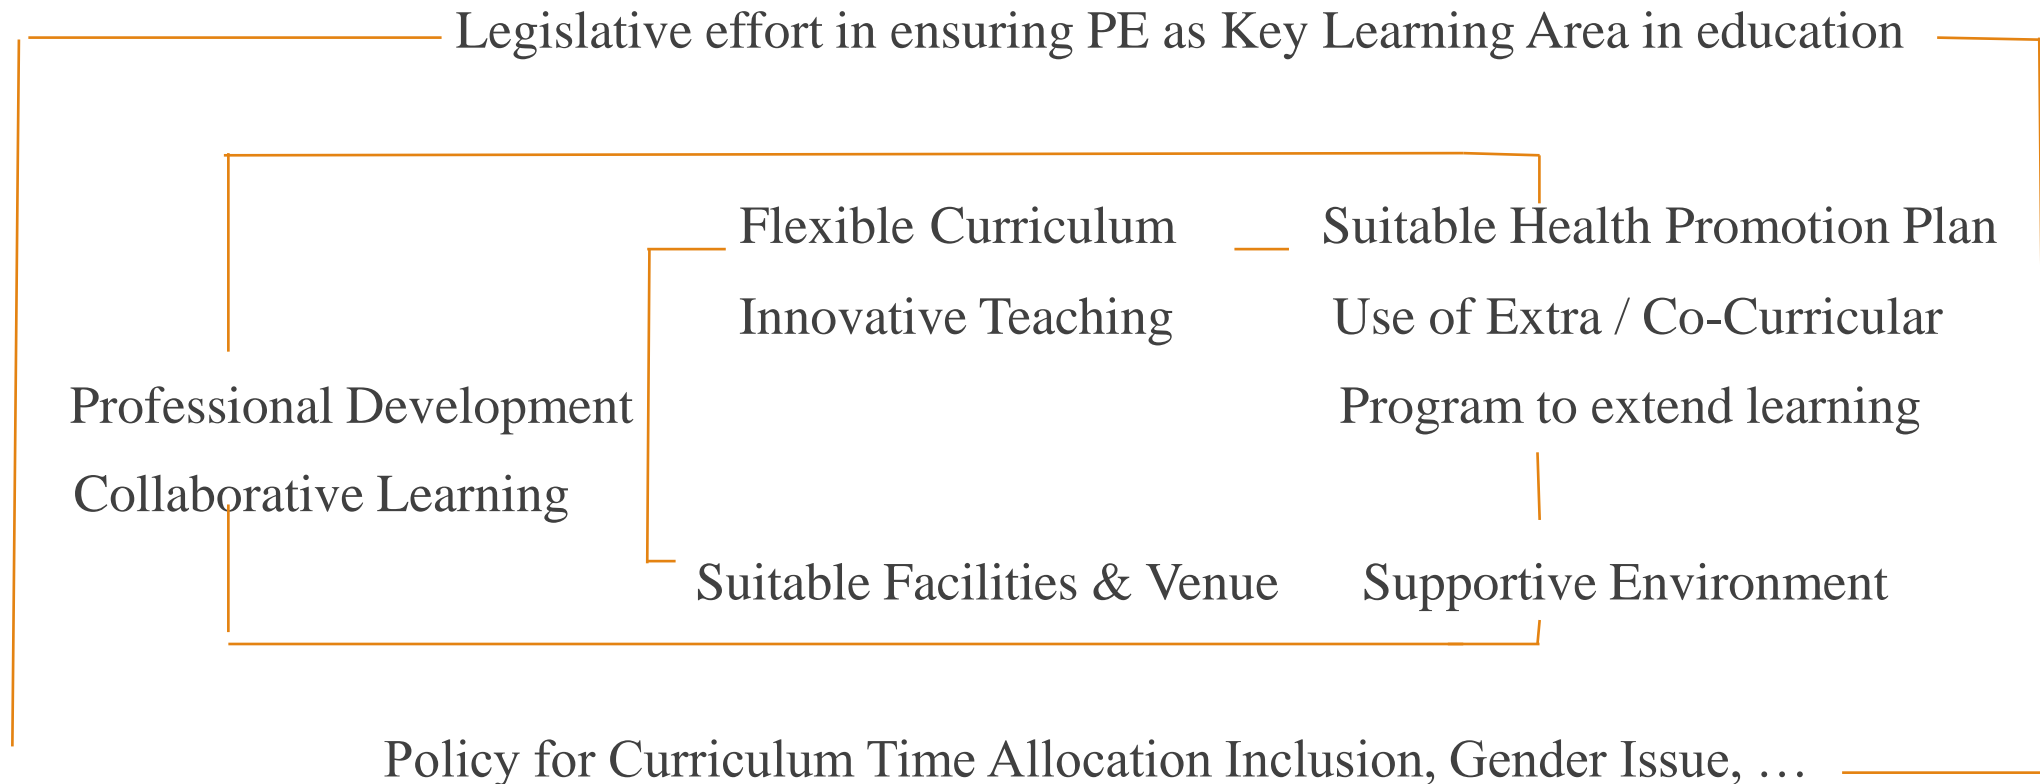 Legislative effort in ensuring PE as Key Learning Area in education
Flexible Curriculum
Innovative Teaching
Suitable Health Promotion Plan
Use of Extra / Co-Curricular
Program to extend learning
Professional Development
Collaborative Learning
Suitable Facilities & Venue
Supportive Environment
Policy for Curriculum Time Allocation Inclusion, Gender Issue, …